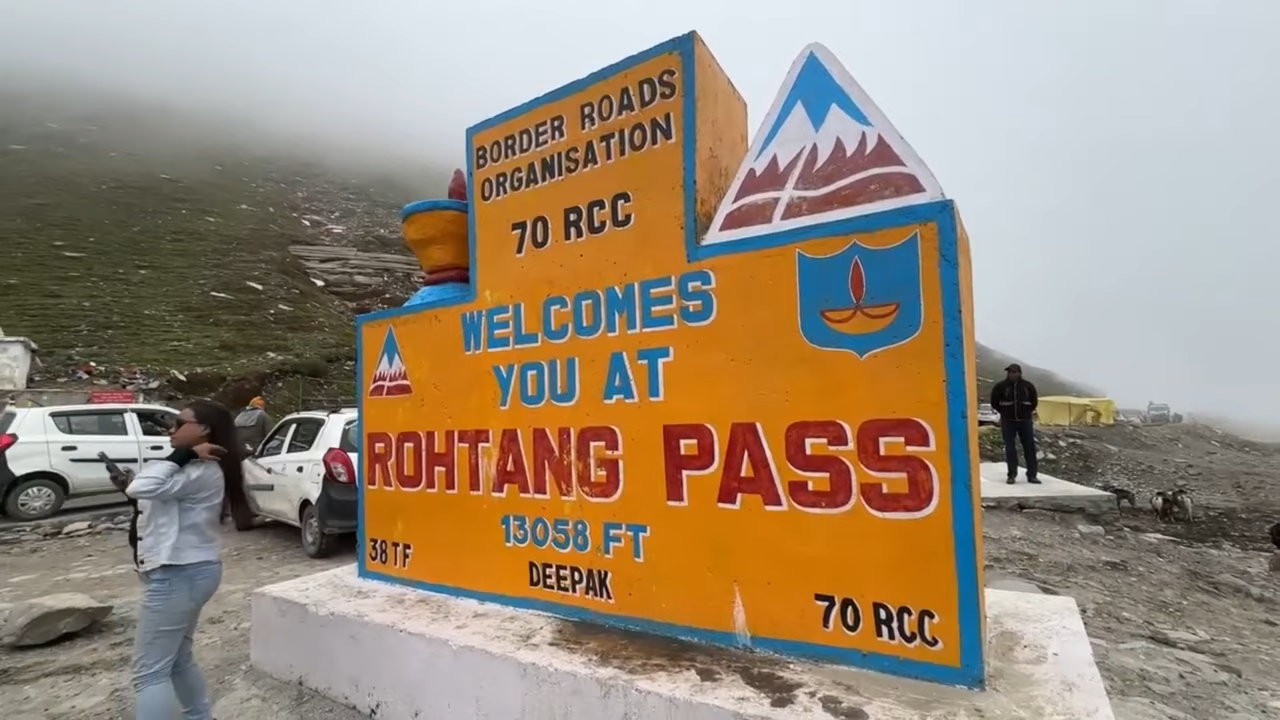 BORDER ROADS
ORGANISATION
70 RCC
WELCOMES
YOU AT
ROHTANG PASS
13058 FT
38 TF
DEEPAK
70 RCC